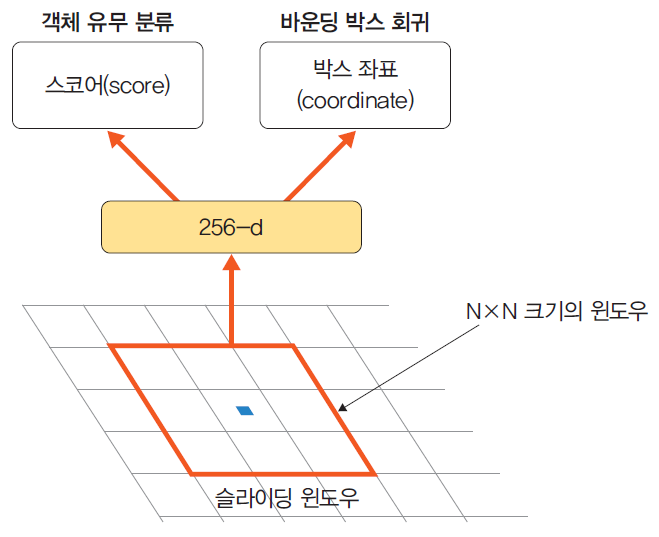 객체 유무 분류
바운딩 박스 회귀
스코어(score)
박스 좌표
(coordinate)
256-d
N×N 크기의 윈도우
슬라이딩 윈도우